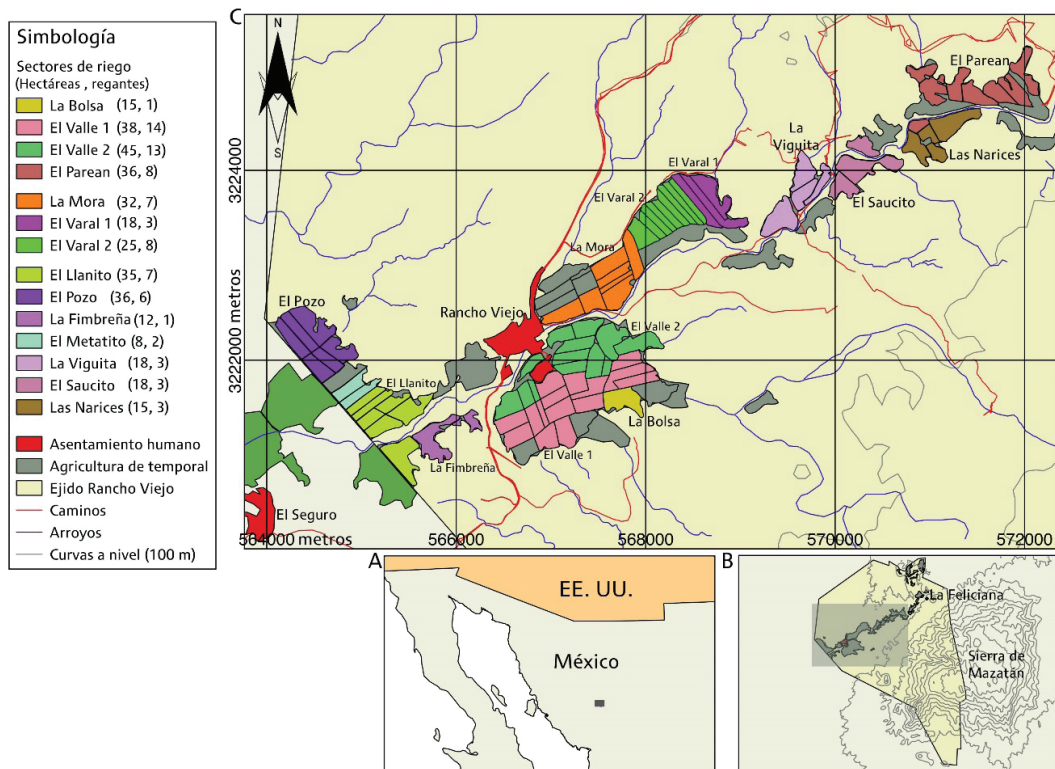 Simbología
Sectores de riego
(Hectáreas , regantes)
La Bolsa (15, 1)
El Valle 1 (38, 14)
El Valle 2 (45, 13)
El Parean (36, 8)
La Mora (32, 7)
El Varal 1 (18, 3)
El Varal 2 (25, 8)
El Llanito (35, 7)
El Pozo (36, 6)
La Fimbreña (12, 1)
El Metatito (8, 2)
La Viguita (18, 3)
El Saucito (18, 3)
Las Narices (15, 3)
Asentamiento humano
Agricultura de temporal
Ejido Rancho Viejo
Caminos
Arroyos
Curvas a nivel (100 m)
C
N
S
El Parean
La
Viguita
Las Narices
El Varal 1
El Saucito
El Varal 2
La Mora
Rancho Viejo
El Pozo
El Valle 2
El Llanito
La Bolsa
El Valle 1
La Fimbreña
El Seguro
3224000
3222000 metros
564000 metros
566000
568000
570000
572000
A
EE. UU.
México
B
La Feliciana
Sierra de
Mazatán